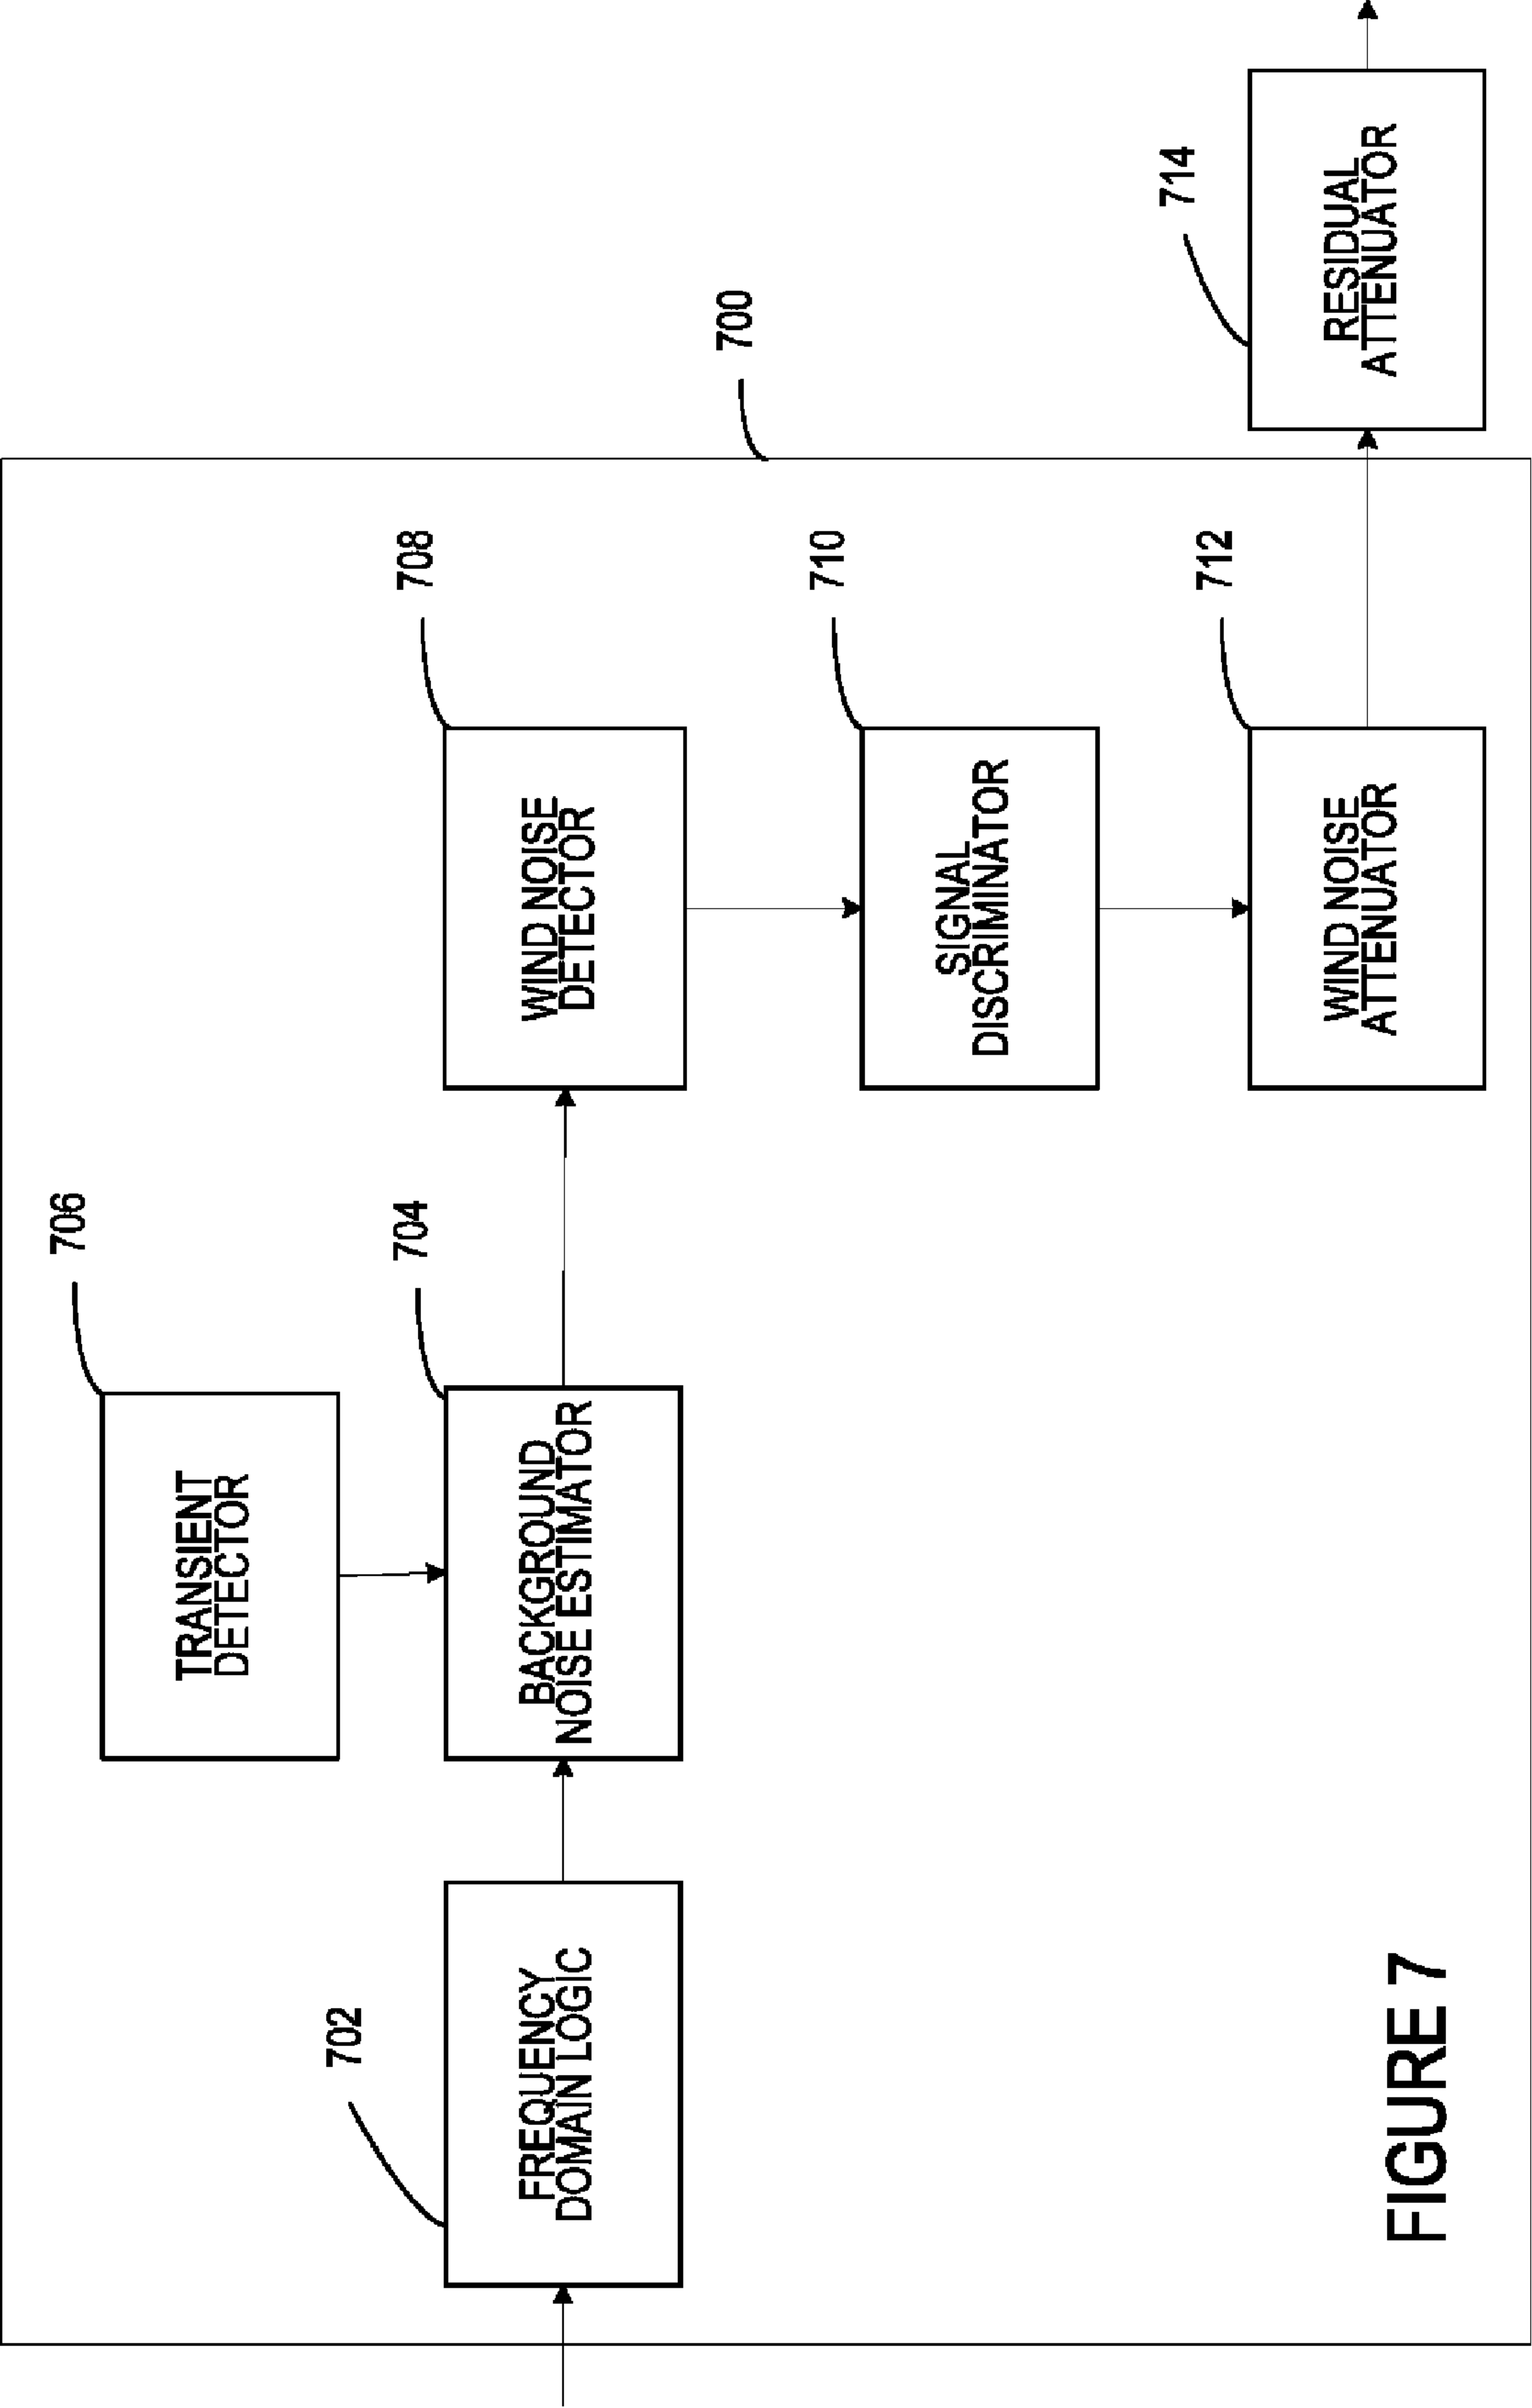 706
TRANSIENT
DETECTOR
702
FREQUENCY
DOMAIN LOGIC
704
BACKGROUND
NOISE ESTIMATOR
708
WIND NOISE
DETECTOR
700
710
SIGNAL
DISCRIMINATOR
712
WIND NOISE
ATTENUATOR
714
RESIDUAL
ATTENUATOR
FIGURE 7